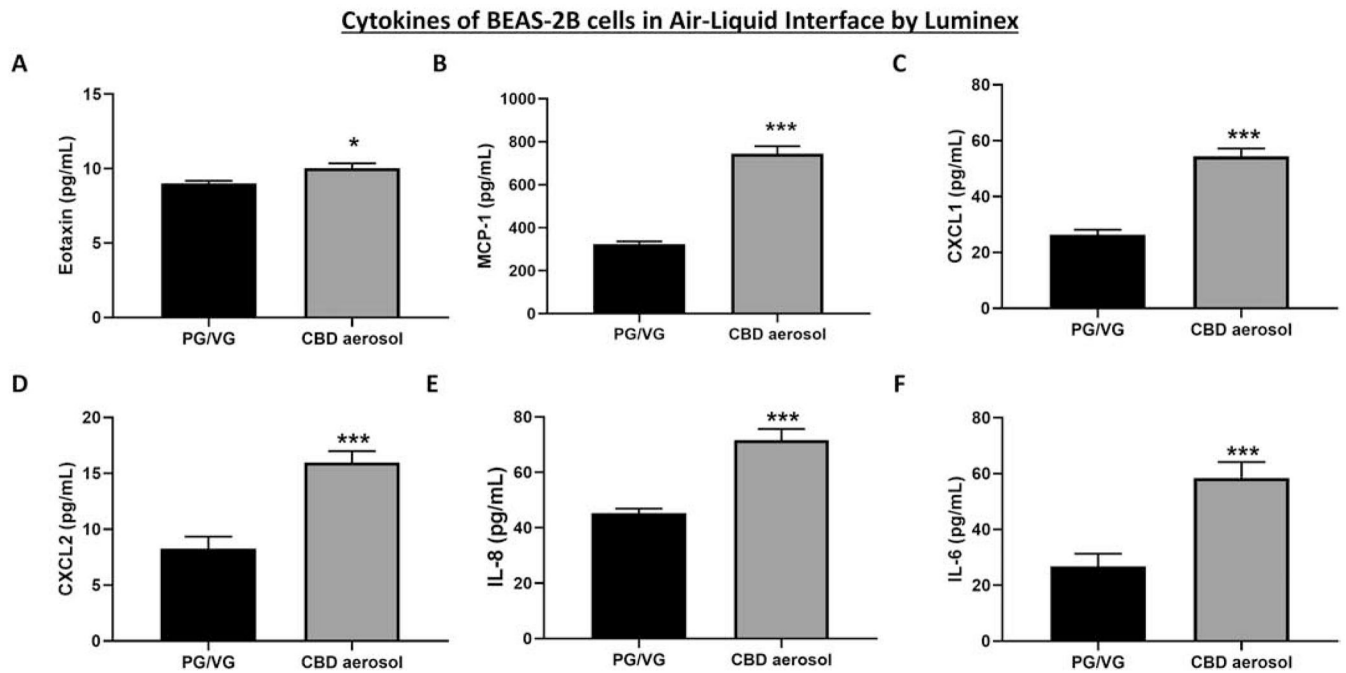 Cytokines of BEAS-2B cells in Air-Liquid Interface by Luminex
A
Eotaxin (pg/mL)
15
10
5
0
*
PG/VG
CBD aerosol
B
MCP-1 (pg/mL)
1000
800
600
400
200
0
***
PG/VG
CBD aerosol
C
CXCL1 (pg/mL)
80
60
40
20
0
***
PG/VG
CBD aerosol
D
CXCL2 (pg/mL)
20
15
10
5
0
***
PG/VG
CBD aerosol
E
IL-8 (pg/mL)
80
60
40
20
0
***
PG/VG
CBD aerosol
F
IL-6 (pg/mL)
80
60
40
20
0
***
PG/VG
CBD aerosol